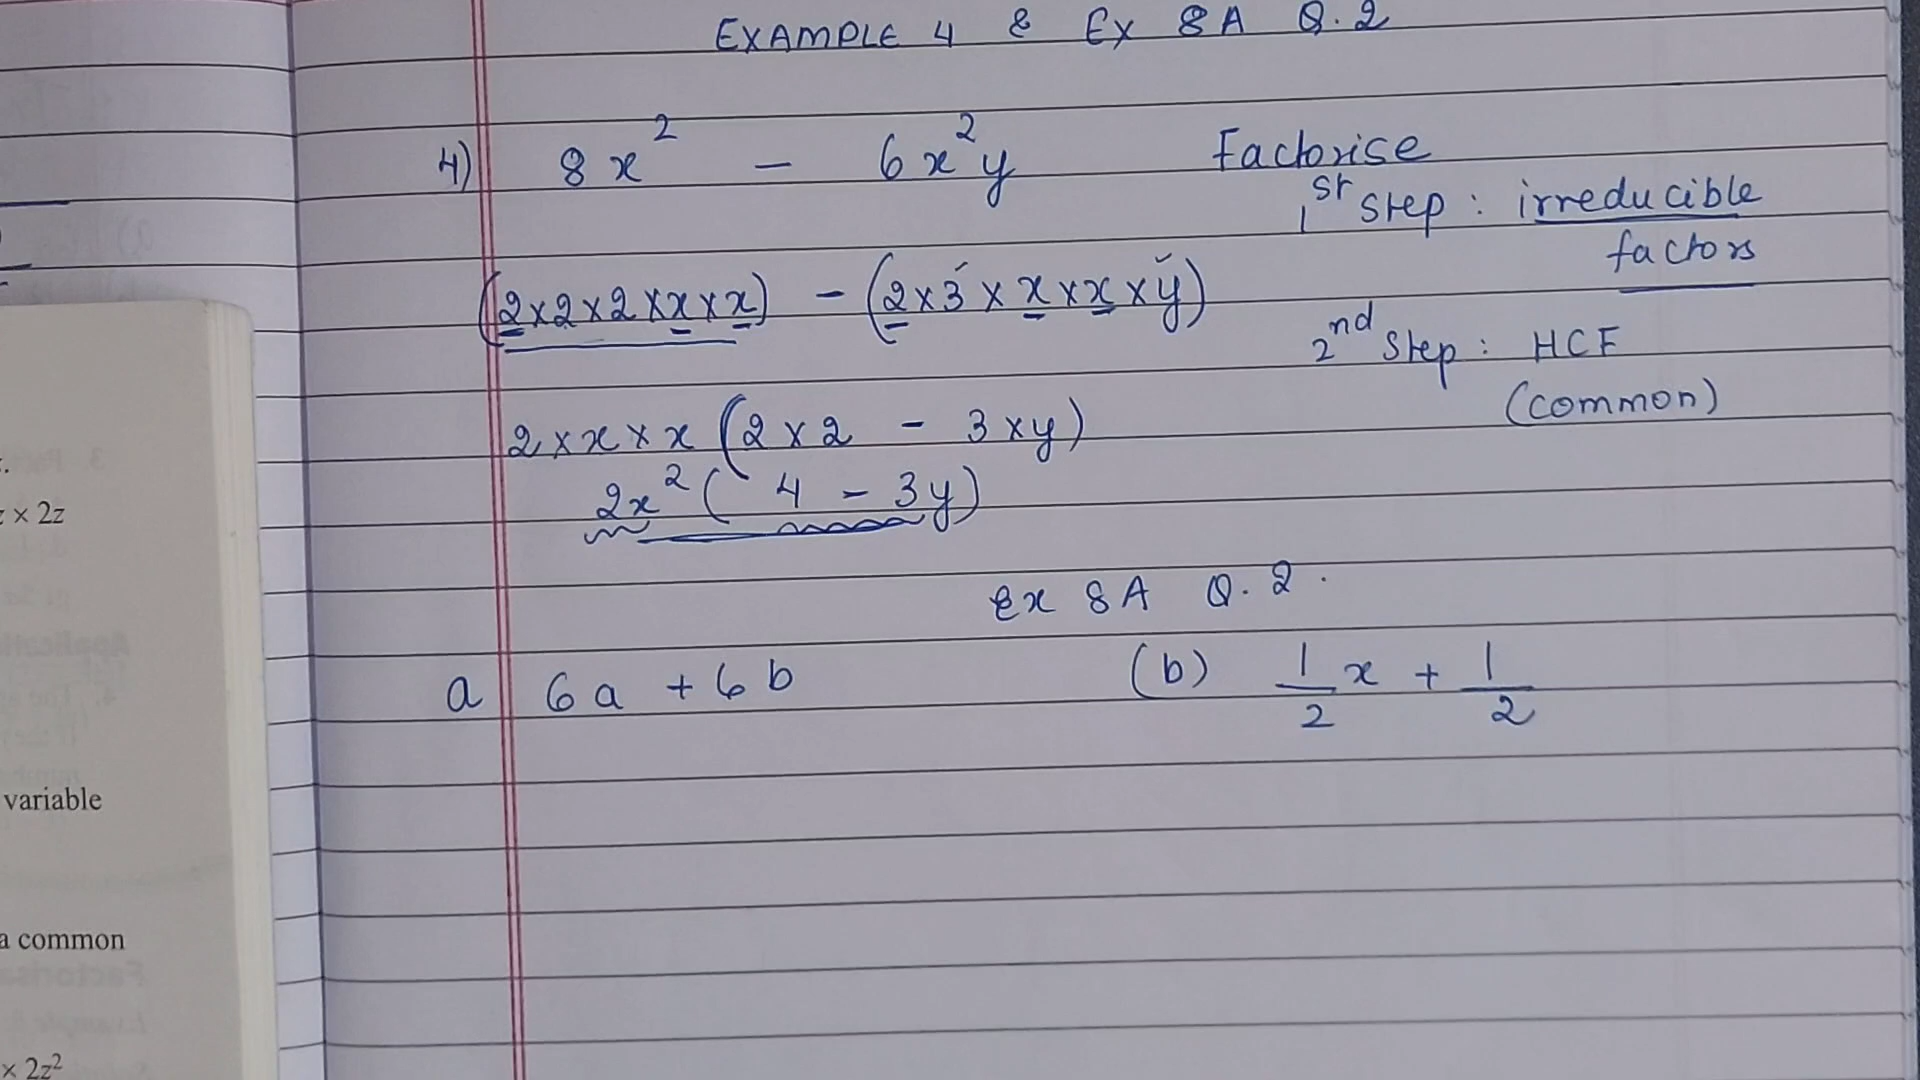 EXAMPLE 4 & EX 8A Q.2
4) 8x² - 6x²y Factorise
1st step : irreducible
factors
(2×2×2×x×x) - (2×3×x×x×y)
2nd step : HCF
(common)
2×x×x (2×2 - 3×y)
2x² (4 - 3y)
Ex 8A Q.2.
a 6a + 6b (b) 1/2 x + 1/2
× 2z
variable
a common
× 2z²